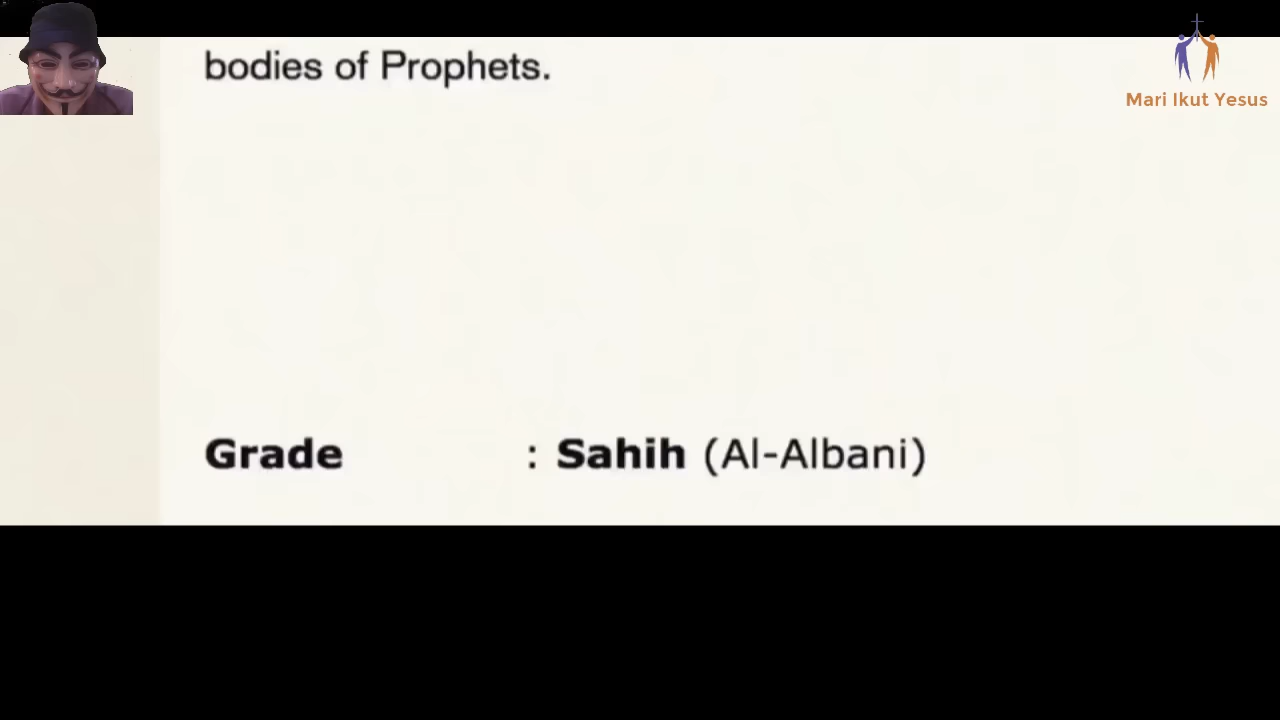 bodies of Prophets.
Mari Ikut Yesus
Grade : Sahih (Al-Albani)